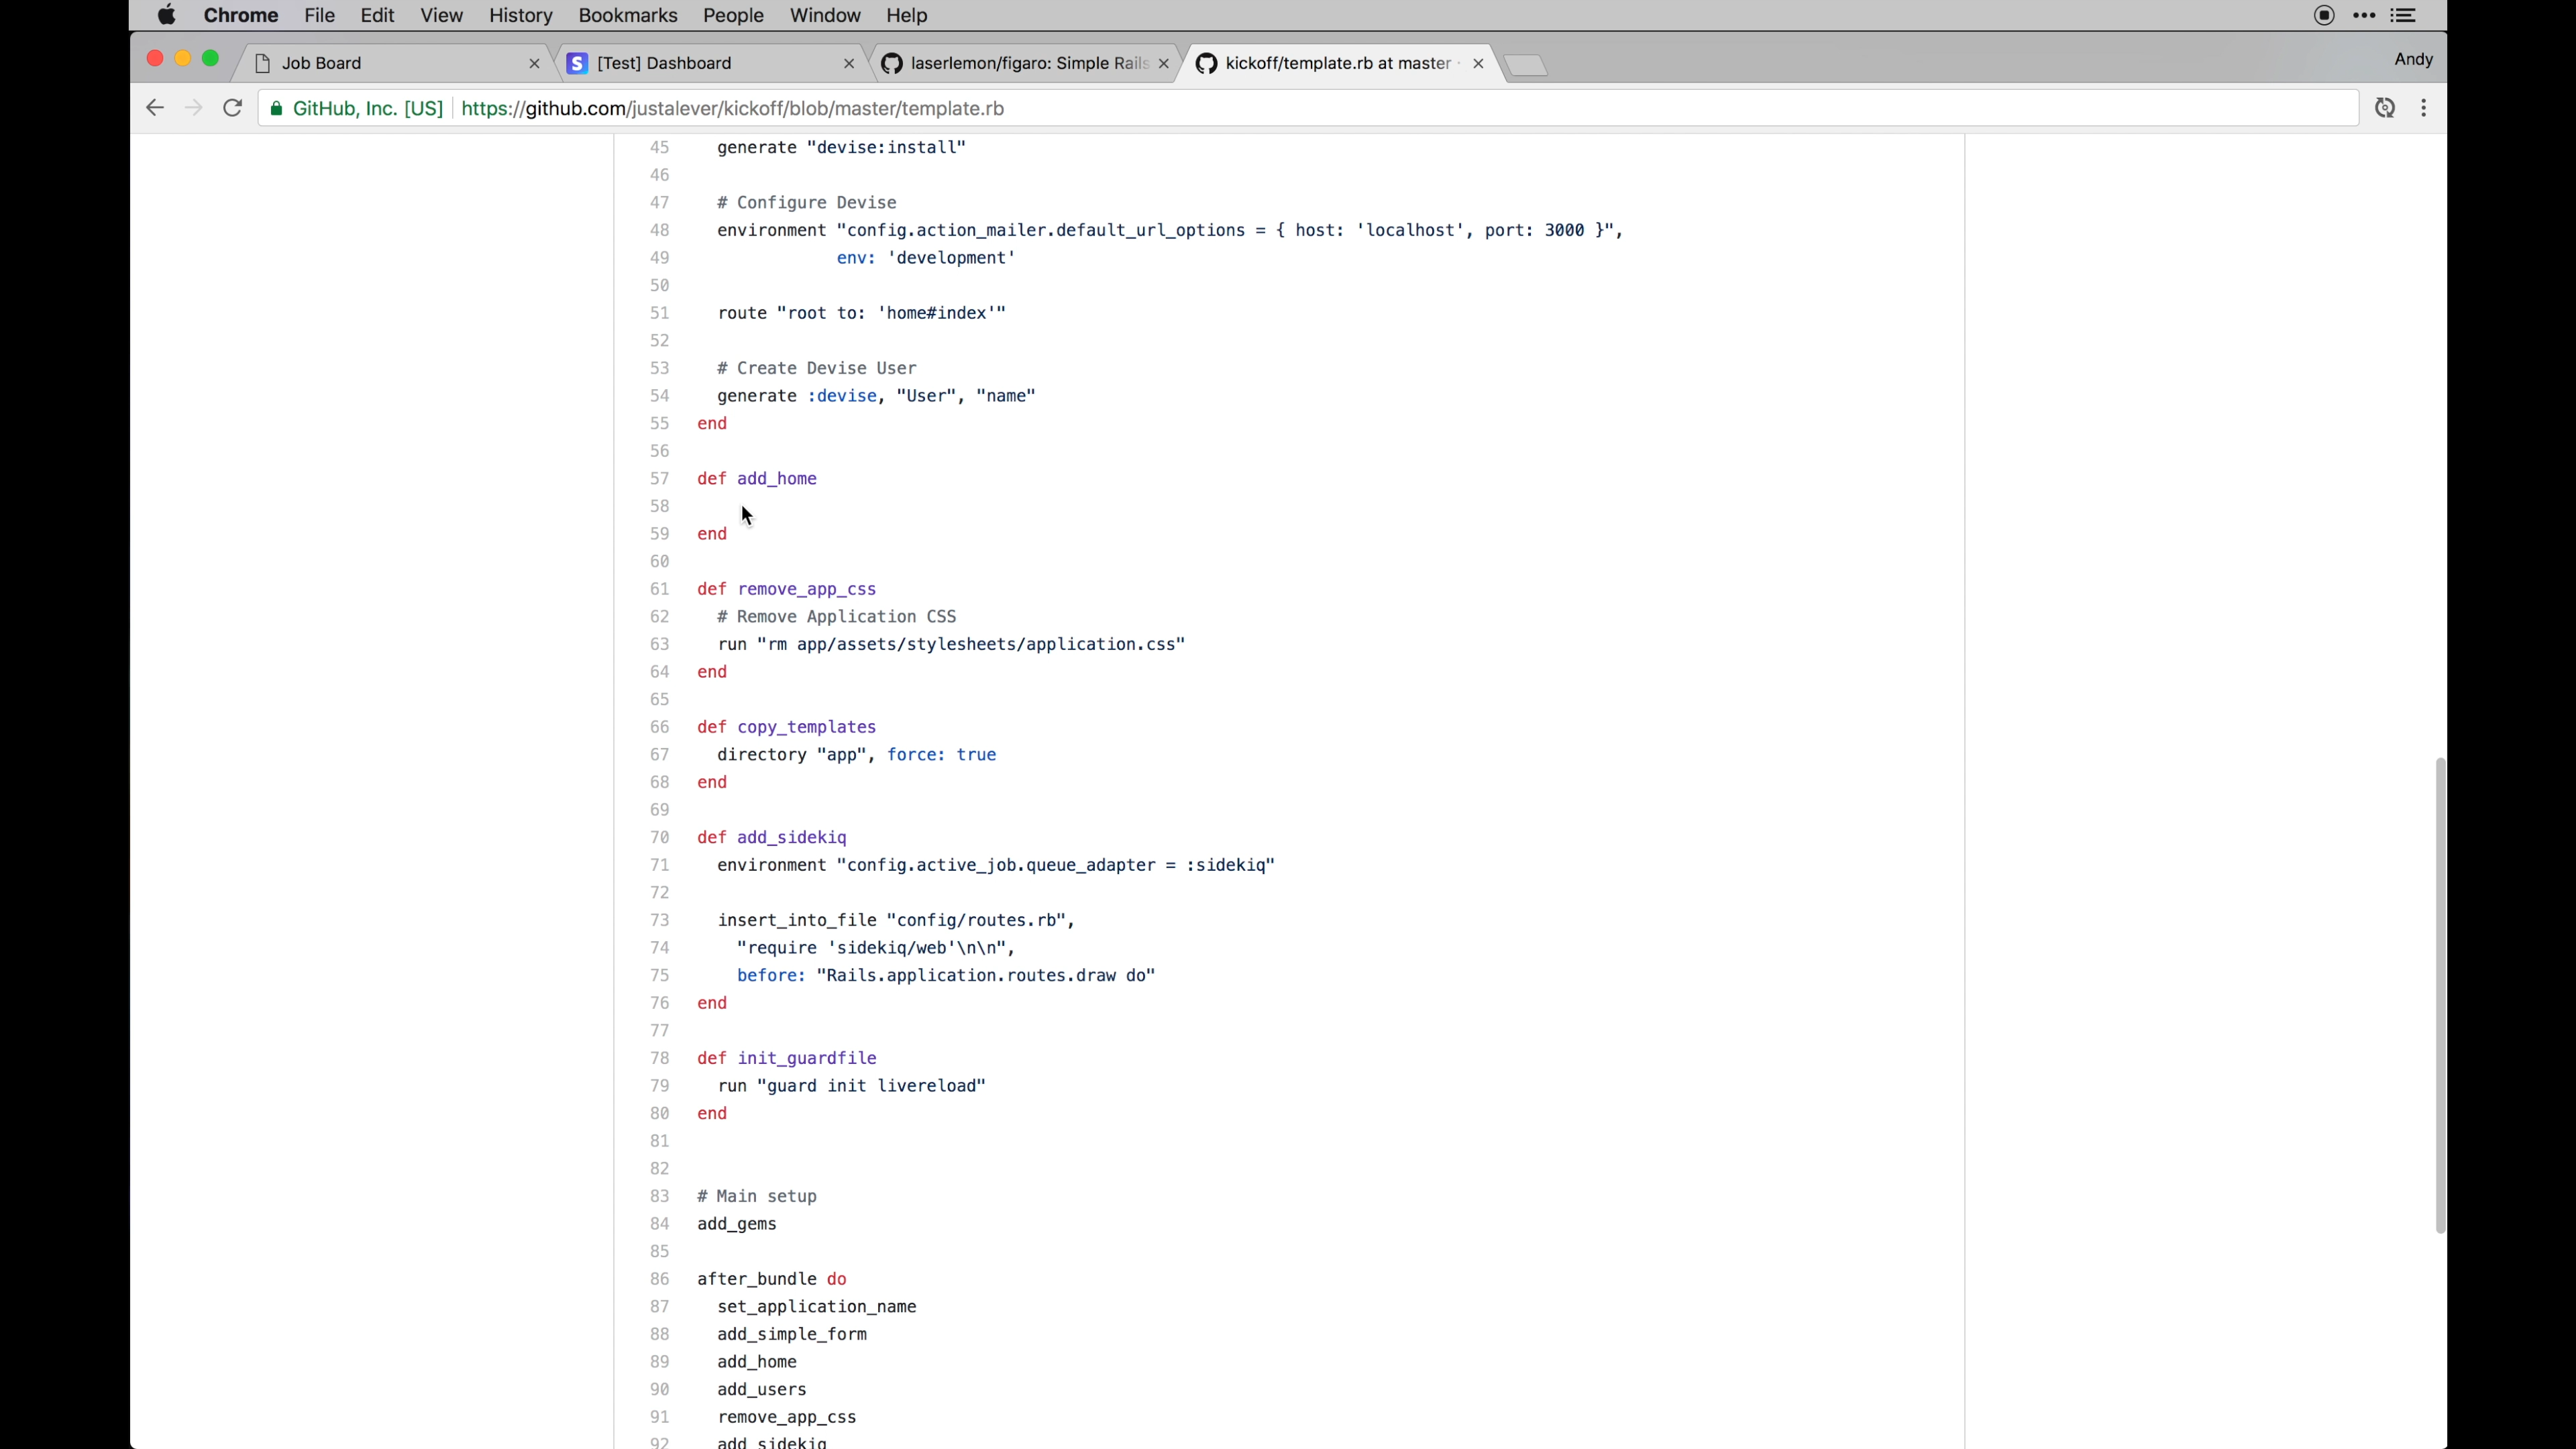 Chrome File Edit View History Bookmarks People Window Help
Job Board
[Test] Dashboard
laserlemon/figaro: Simple Rails
kickoff/template.rb at master
Andy
GitHub, Inc. [US] https://github.com/justalever/kickoff/blob/master/template.rb
45 generate "devise:install"
46
47 # Configure Devise
48 environment "config.action_mailer.default_url_options = { host: 'localhost', port: 3000 }",
49 env: 'development'
50
51 route "root to: 'home#index'"
52
53 # Create Devise User
54 generate :devise, "User", "name"
55 end
56
57 def add_home
58
59 end
60
61 def remove_app_css
62 # Remove Application CSS
63 run "rm app/assets/stylesheets/application.css"
64 end
65
66 def copy_templates
67 directory "app", force: true
68 end
69
70 def add_sidekiq
71 environment "config.active_job.queue_adapter = :sidekiq"
72
73 insert_into_file "config/routes.rb",
74 "require 'sidekiq/web'\n\n",
75 before: "Rails.application.routes.draw do"
76 end
77
78 def init_guardfile
79 run "guard init livereload"
80 end
81
82
83 # Main setup
84 add_gems
85
86 after_bundle do
87 set_application_name
88 add_simple_form
89 add_home
90 add_users
91 remove_app_css
92 add_sidekiq